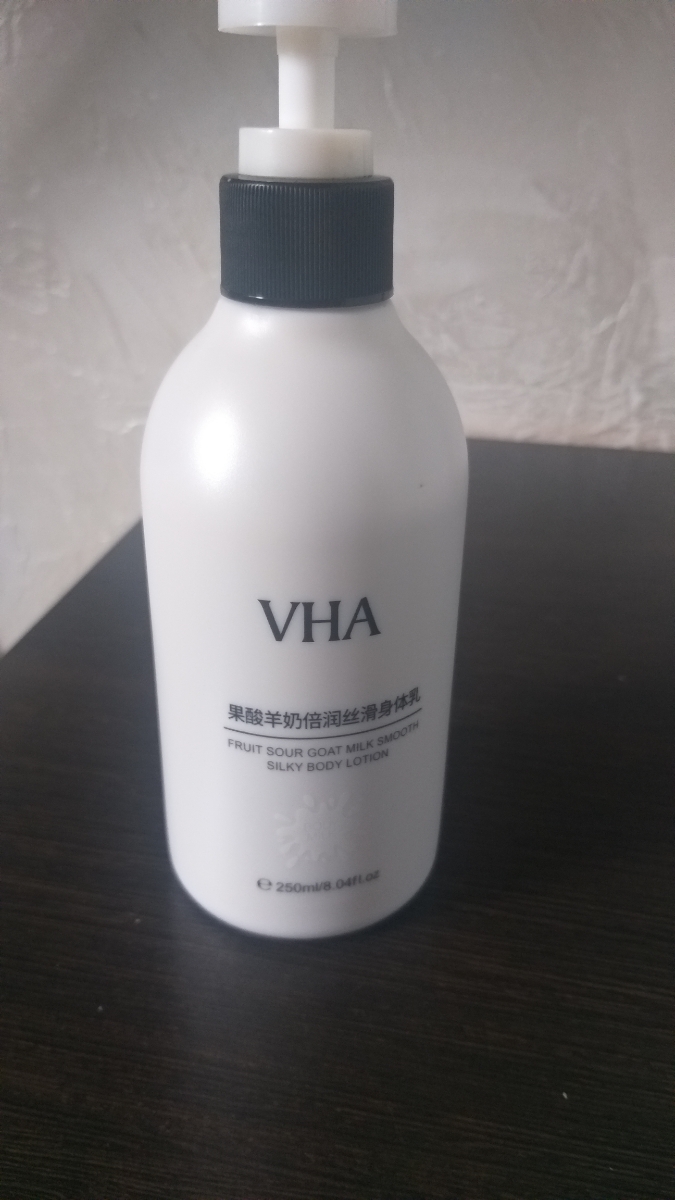 VHA
果酸羊奶倍润丝滑身体乳
FRUIT SOUR GOAT MILK SMOOTH
SILKY BODY LOTION
℮ 250ml/8.04fl.oz